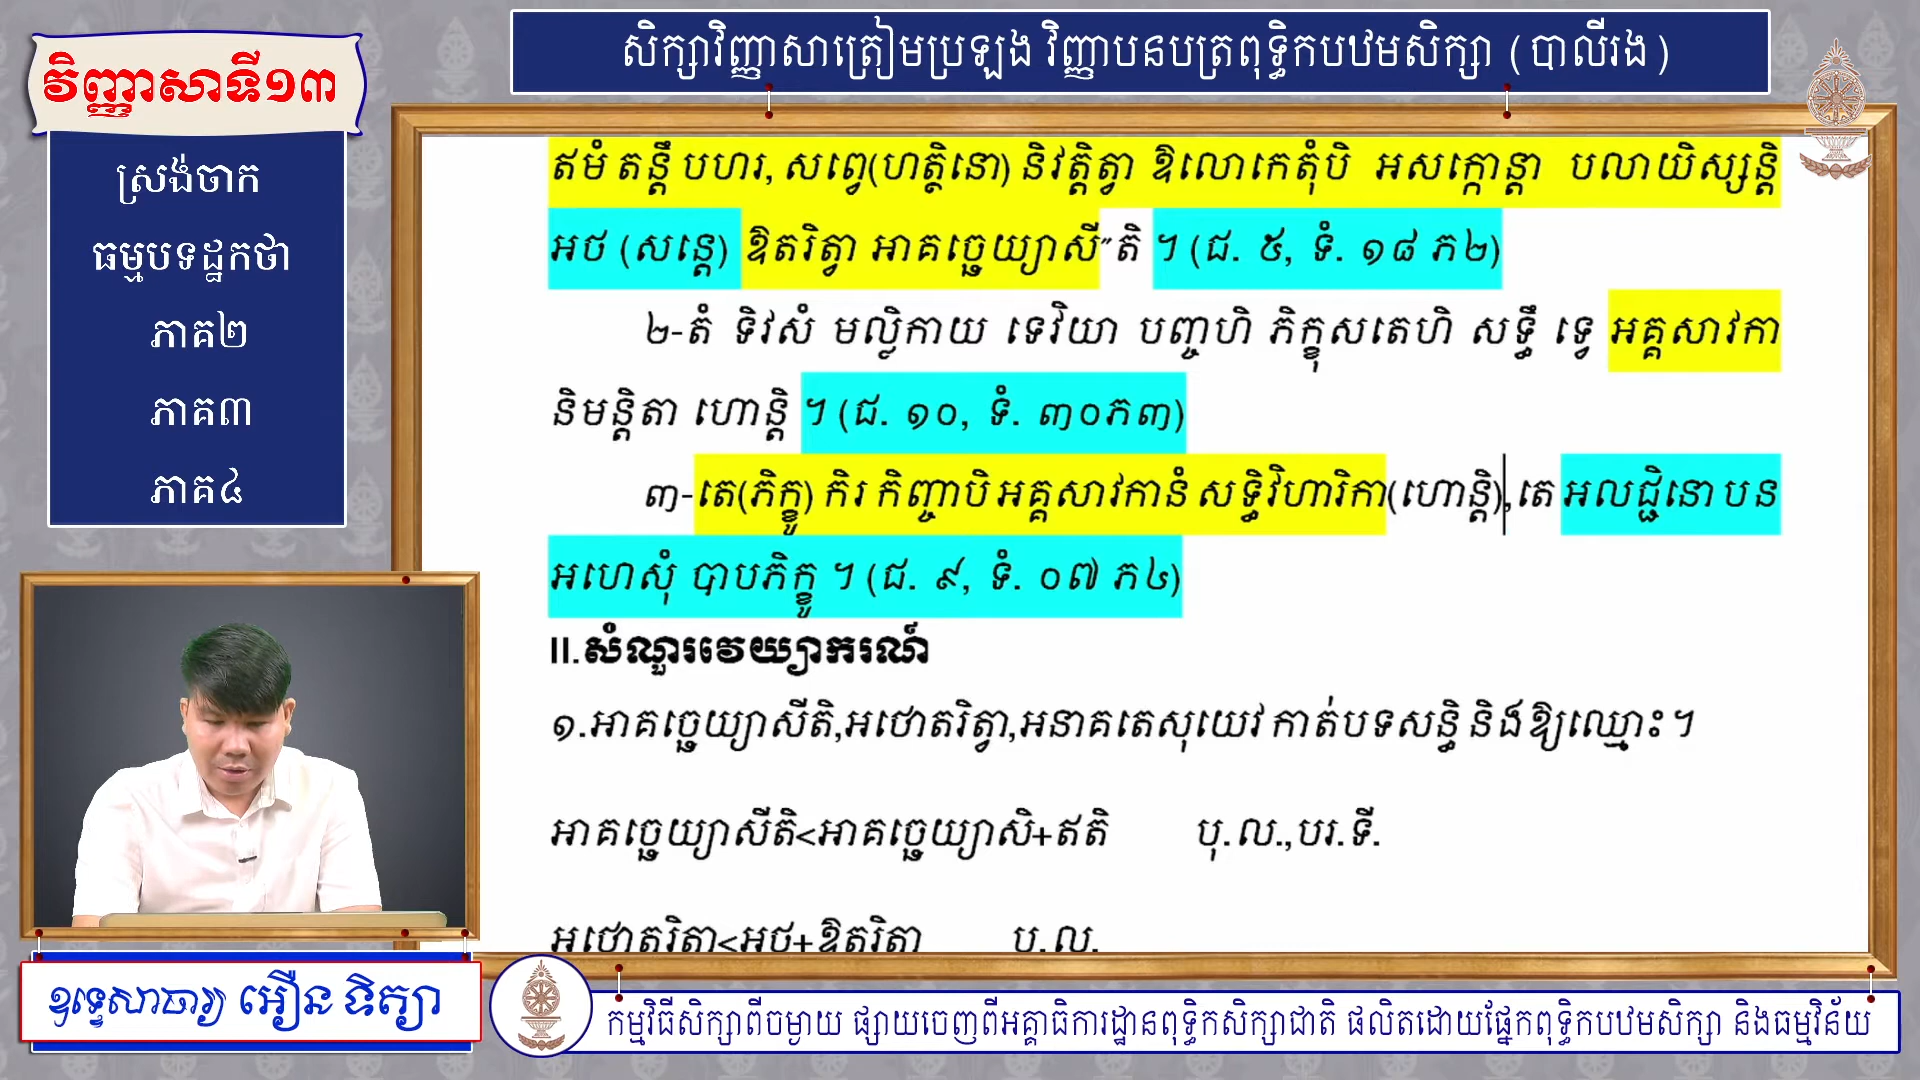 វិញ្ញាសាទី១៣
សិក្សាវិញ្ញាសាត្រៀមប្រឡង វិញ្ញាបនបត្រពុទ្ធិកបឋមសិក្សា (បាលីរង)
ស្រង់ចាក
ធម្មបទដ្ឋកថា
ភាគ២
ភាគ៣
ភាគ៤
ឥមំ តន្តឹ បហរ, សព្វេ(ហត្ថិនោ) និវត្តិត្វា ឱលោកេតុំបិ អសក្កោន្តា បលាយិស្សន្តិ
អថ (សន្តេ) ឱតរិត្វា អាគច្ឆេយ្យាសី"តិ ។ (ជ. ៥, ទំ. ១៨ ភ២)
២-តំ ទិវសំ មល្លិកាយ ទេវិយា បញ្ចហិ ភិក្ខុសតេហិ សទ្ធឹ ទ្វេ អគ្គសាវកា
និមន្តិតា ហោន្តិ ។ (ជ. ១០, ទំ. ៣០ភ៣)
៣-តេ(ភិក្ខូ) កិរ កិញ្ចាបិ អគ្គសាវកានំ សទ្ធិវិហារិកា(ហោន្តិ),តេ អលជ្ជិនោ បន
អហេសុំ បាបភិក្ខូ ។ (ជ. ៩, ទំ. ០៧ ភ៤)
II.សំណួរវេយ្យាករណ៍
១.អាគច្ឆេយ្យាសីតិ,អថោតរិត្វា,អនាគតេសុយេវ កាត់បទសន្ធិ និងឱ្យឈ្មោះ ។
អាគច្ឆេយ្យាសីតិ<អាគច្ឆេយ្យាសិ+ឥតិ បុ.ល.,បរ.ទី.
អថោតរិត្វា<អថ+ឱតរិត្វា បុ.ល.
ឧទ្ទេសាចារ្យ អឿន ទិត្យា
កម្មវិធីសិក្សាពីចម្ងាយ ផ្សាយចេញពីអគ្គាធិការដ្ឋានពុទ្ធិកសិក្សាជាតិ ផលិតដោយផ្នែកពុទ្ធិកបឋមសិក្សា និងធម្មវិន័យ